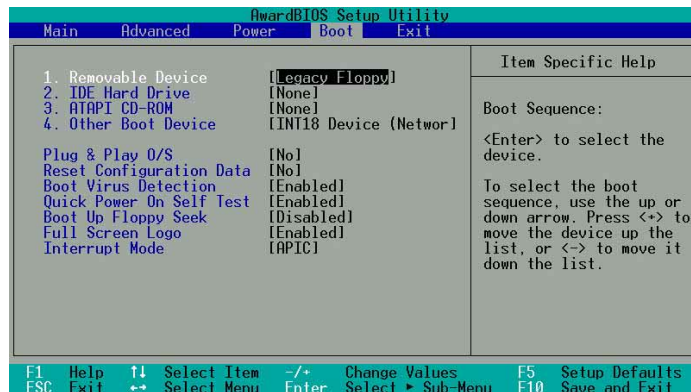 AwardBIOS Setup Utility
Main Advanced Power Boot Exit
Item Specific Help
1. Removable Device [Legacy Floppy]
2. IDE Hard Drive [None]
3. ATAPI CD-ROM [None]
4. Other Boot Device [INT18 Device (Networ]
Plug & Play O/S [No]
Reset Configuration Data [No]
Boot Virus Detection [Enabled]
Quick Power On Self Test [Enabled]
Boot Up Floppy Seek [Disabled]
Full Screen Logo [Enabled]
Interrupt Mode [APIC]
Boot Sequence:
<Enter> to select the
device.
To select the boot
sequence, use the up or
down arrow. Press <+> to
move the device up the
list, or <-> to move it
down the list.
F1 Help ↑↓ Select Item -/+ Change Values F5 Setup Defaults
ESC Exit ←→ Select Menu Enter Select ► Sub-Menu F10 Save and Exit